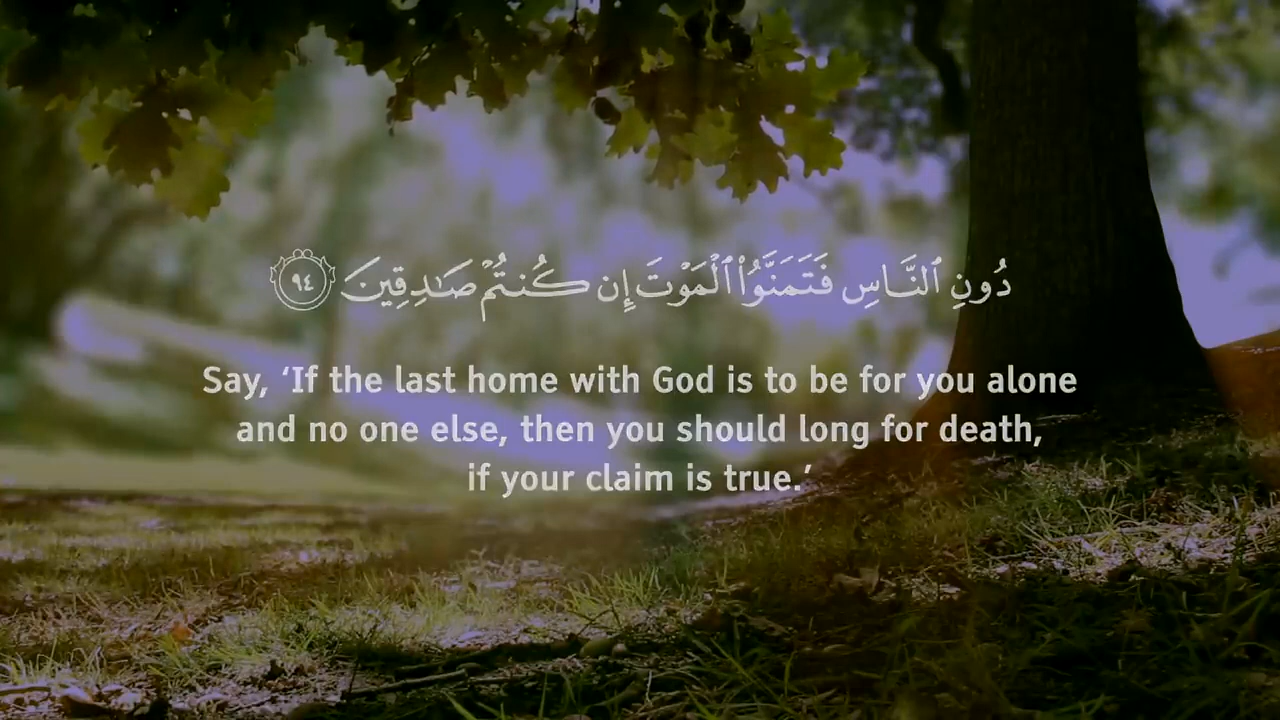 دُونِ ٱلنَّاسِ فَتَمَنَّوُا۟ ٱلْمَوْتَ إِن كُنتُمْ صَـٰدِقِينَ ٩٤
Say, ‘If the last home with God is to be for you alone
and no one else, then you should long for death,
if your claim is true.’